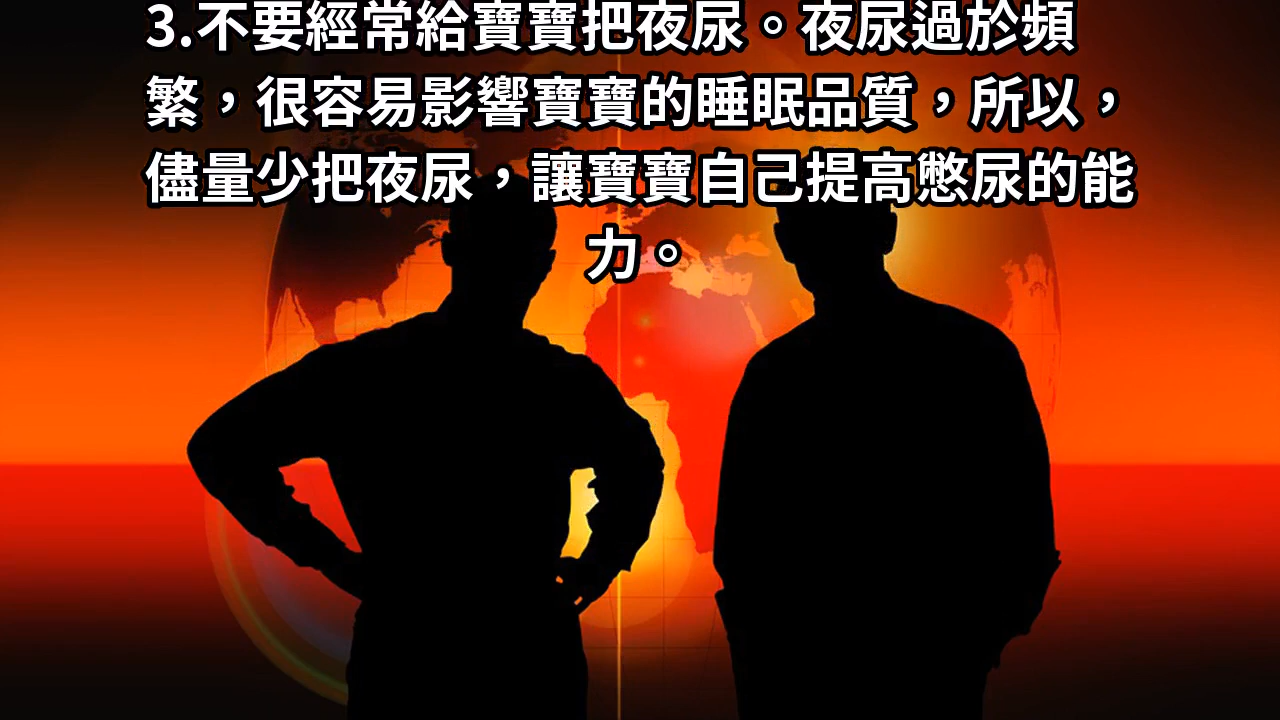 3.不要經常給寶寶把夜尿。夜尿過於頻
繁，很容易影響寶寶的睡眠品質，所以，
儘量少把夜尿，讓寶寶自己提高憋尿的能
力。